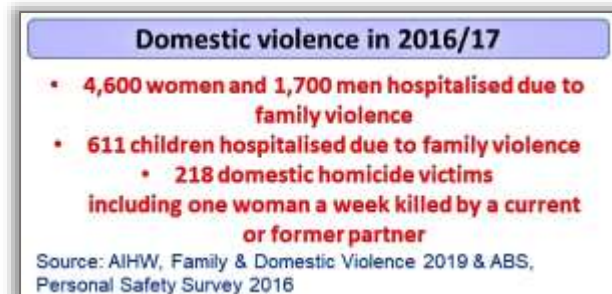 Domestic violence in 2016/17
• 4,600 women and 1,700 men hospitalised due to
family violence
• 611 children hospitalised due to family violence
• 218 domestic homicide victims
including one woman a week killed by a current
or former partner
Source: AIHW, Family & Domestic Violence 2019 & ABS,
Personal Safety Survey 2016